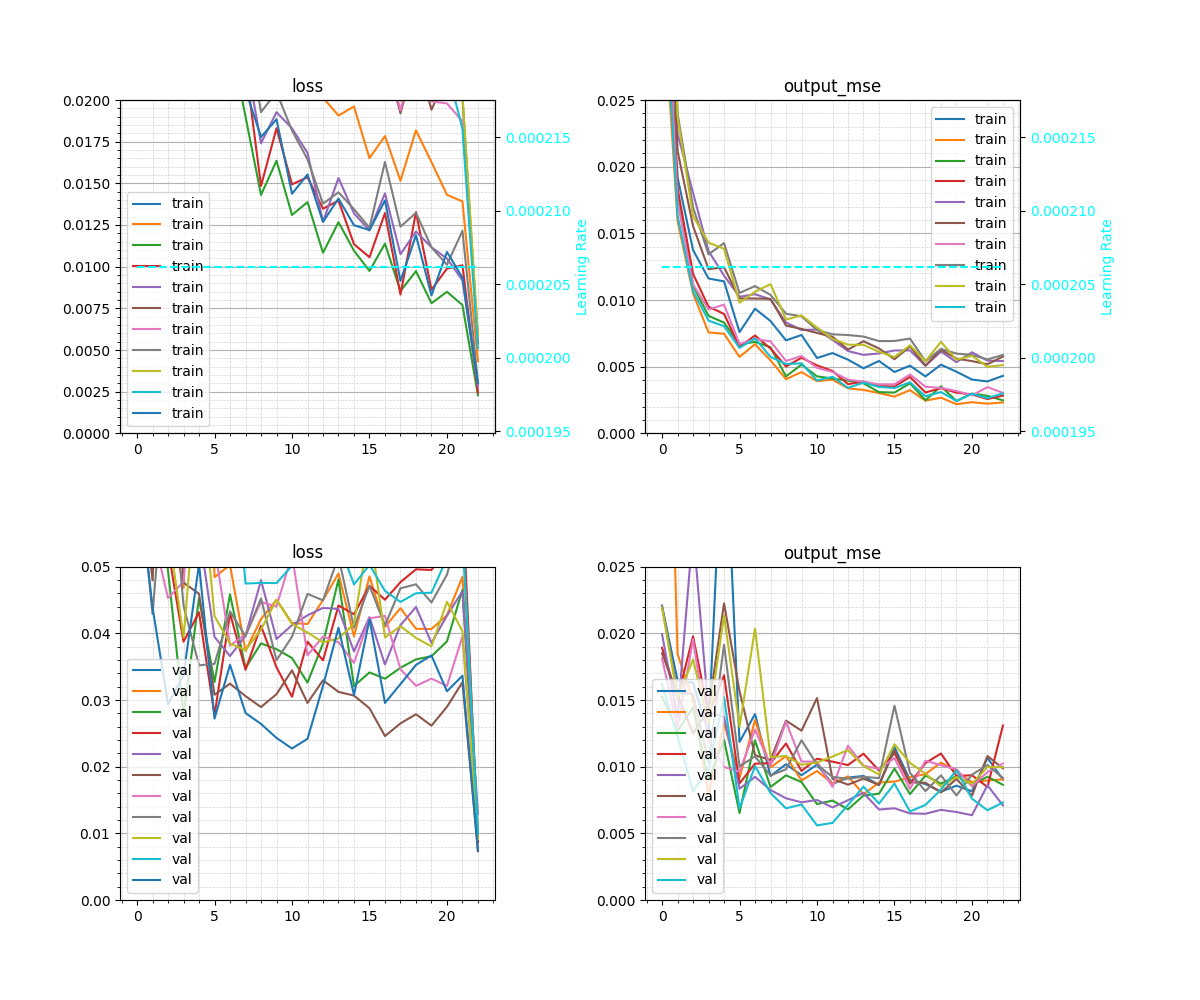 loss
0.0200
0.0175
0.0150
0.0125
0.0100
0.0075
0.0050
0.0025
0.0000
0
5
10
15
20
train
train
train
train
train
train
train
train
train
train
train
0.000215
0.000210
0.000205
0.000200
0.000195
Learning Rate
output_mse
0.025
0.020
0.015
0.010
0.005
0.000
0
5
10
15
20
train
train
train
train
train
train
train
train
train
train
0.000215
0.000210
0.000205
0.000200
0.000195
Learning Rate
loss
0.05
0.04
0.03
0.02
0.01
0.00
0
5
10
15
20
val
val
val
val
val
val
val
val
val
val
val
output_mse
0.025
0.020
0.015
0.010
0.005
0.000
0
5
10
15
20
val
val
val
val
val
val
val
val
val
val